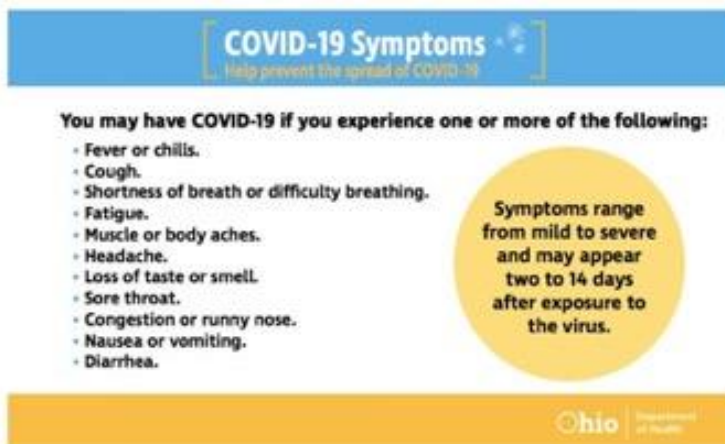 COVID-19 Symptoms
Help prevent the spread of COVID-19
You may have COVID-19 if you experience one or more of the following:
• Fever or chills.
• Cough.
• Shortness of breath or difficulty breathing.
• Fatigue.
• Muscle or body aches.
• Headache.
• Loss of taste or smell.
• Sore throat.
• Congestion or runny nose.
• Nausea or vomiting.
• Diarrhea.
Symptoms range
from mild to severe
and may appear
two to 14 days
after exposure to
the virus.
Ohio
Department
of Health